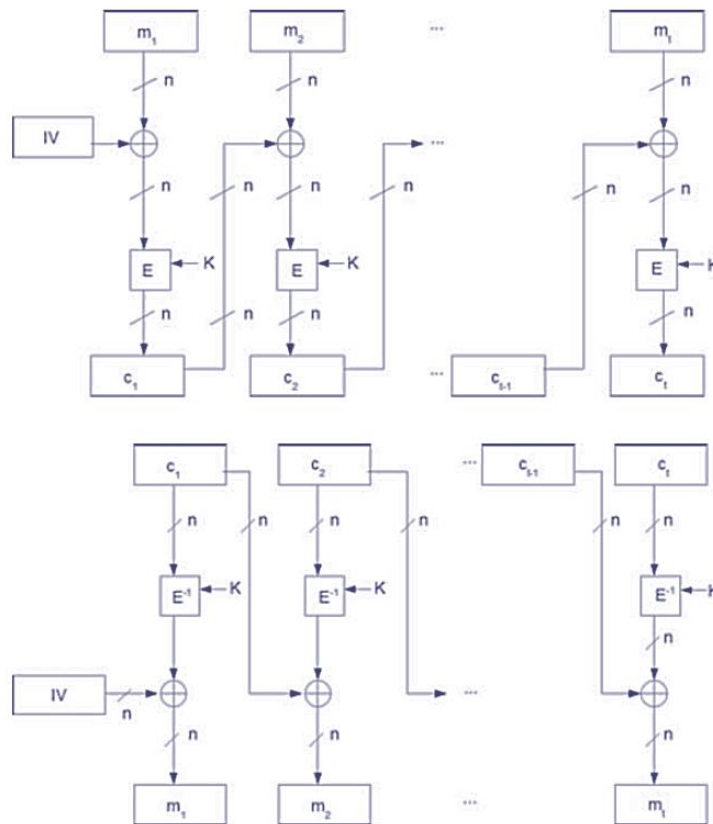 m1 m2 ... mt
n n n
IV ...
n n n n n n
E K E K E K
n n n n n
c1 c2 ... ct-1 ct
c1 c2 ... ct-1 ct
n n n n n n
E-1 K E-1 K E-1 K
n
IV n ...
n n n
m1 m2 ... mt